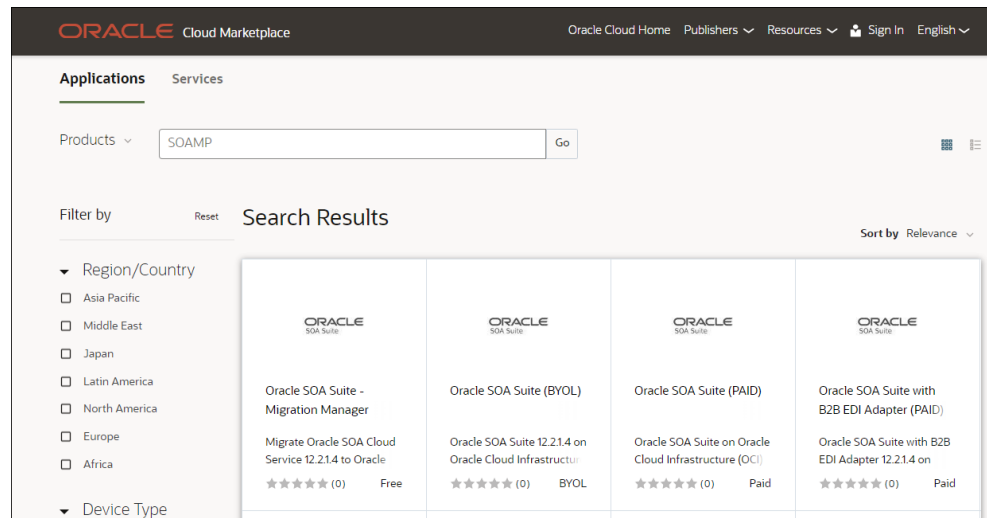 ORACLE Cloud Marketplace
Oracle Cloud Home Publishers Resources Sign In English
Applications Services
Products SOAMP Go
Filter by Reset
Search Results
Sort by Relevance
Region/Country
Asia Pacific
Middle East
Japan
Latin America
North America
Europe
Africa
Device Type
ORACLE
SOA Suite
Oracle SOA Suite -
Migration Manager
Migrate Oracle SOA Cloud
Service 12.2.1.4 to Oracle
(0) Free
ORACLE
SOA Suite
Oracle SOA Suite (BYOL)
Oracle SOA Suite 12.2.1.4 on
Oracle Cloud Infrastructur
(0) BYOL
ORACLE
SOA Suite
Oracle SOA Suite (PAID)
Oracle SOA Suite on Oracle
Cloud Infrastructure (OCI)
(0) Paid
ORACLE
SOA Suite
Oracle SOA Suite with
B2B EDI Adapter (PAID)
Oracle SOA Suite with B2B
EDI Adapter 12.2.1.4 on
(0) Paid